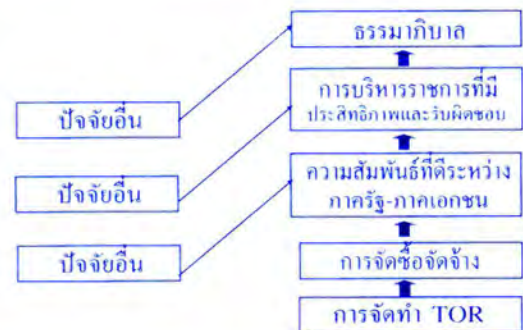 ธรรมาภิบาล
การบริหารราชการที่มี
ประสิทธิภาพและรับผิดชอบ
ปัจจัยอื่น
ความสัมพันธ์ที่ดีระหว่าง
ภาครัฐ-ภาคเอกชน
ปัจจัยอื่น
ปัจจัยอื่น
การจัดซื้อจัดจ้าง
การจัดทำ TOR